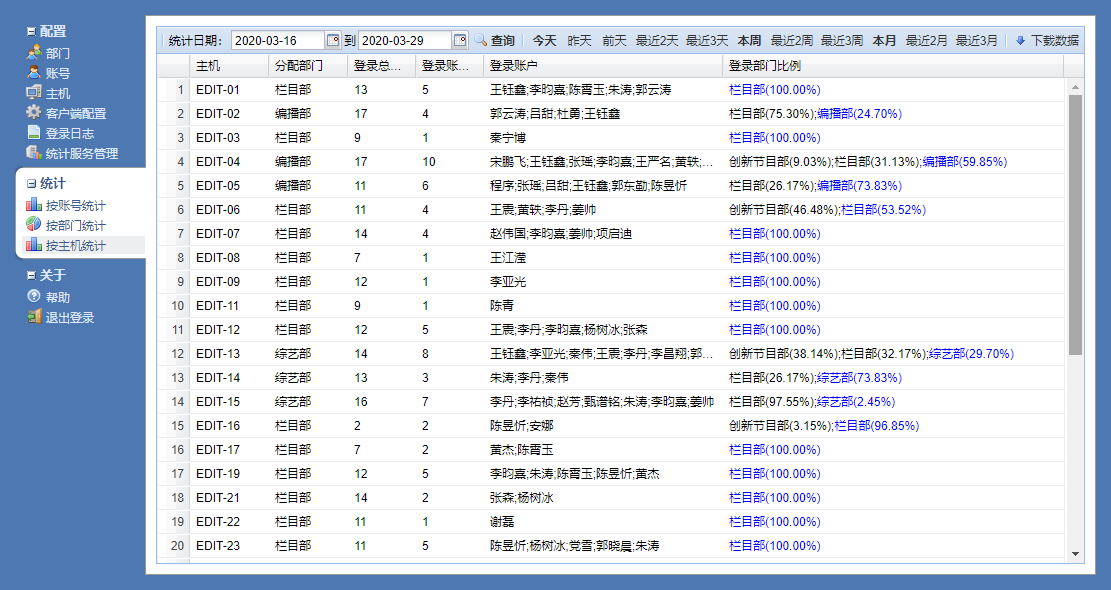 配置
部门
账号
主机
客户端配置
登录日志
统计服务管理
统计
按账号统计
按部门统计
按主机统计
关于
帮助
退出登录
统计日期: 2020-03-16 到 2020-03-29 查询 今天 昨天 前天 最近2天 最近3天 本周 最近2周 最近3周 本月 最近2月 最近3月 下载数据
主机 分配部门 登录总... 登录账... 登录账户 登录部门比例
1 EDIT-01 栏目部 13 5 王钰鑫;李昀嘉;陈霄玉;朱涛;郭云涛 栏目部(100.00%)
2 EDIT-02 编播部 17 4 郭云涛;吕甜;杜勇;王钰鑫 栏目部(75.30%);编播部(24.70%)
3 EDIT-03 栏目部 9 1 秦宁博 栏目部(100.00%)
4 EDIT-04 编播部 17 10 宋鹏飞;王钰鑫;张瑶;李昀嘉;王严名;黄轶;... 创新节目部(9.03%);栏目部(31.13%);编播部(59.85%)
5 EDIT-05 编播部 11 6 程序;张瑶;吕甜;王钰鑫;郭东勤;陈昱忻 栏目部(26.17%);编播部(73.83%)
6 EDIT-06 栏目部 11 4 王震;黄轶;李丹;姜帅 创新节目部(46.48%);栏目部(53.52%)
7 EDIT-07 栏目部 14 4 赵伟国;李昀嘉;姜帅;项启迪 栏目部(100.00%)
8 EDIT-08 栏目部 7 1 王江滢 栏目部(100.00%)
9 EDIT-09 栏目部 12 1 李亚光 栏目部(100.00%)
10 EDIT-11 栏目部 9 1 陈青 栏目部(100.00%)
11 EDIT-12 栏目部 12 5 王震;李丹;李昀嘉;杨树冰;张森 栏目部(100.00%)
12 EDIT-13 综艺部 14 8 王钰鑫;李亚光;秦伟;王震;李丹;李昌翔;郭... 创新节目部(38.14%);栏目部(32.17%);综艺部(29.70%)
13 EDIT-14 综艺部 13 3 朱涛;李丹;秦伟 栏目部(26.17%);综艺部(73.83%)
14 EDIT-15 综艺部 16 7 李丹;李祐祯;赵芳;甄谱铭;朱涛;李昀嘉;姜帅 栏目部(97.55%);综艺部(2.45%)
15 EDIT-16 栏目部 2 2 陈昱忻;安娜 创新节目部(3.15%);栏目部(96.85%)
16 EDIT-17 栏目部 7 2 黄杰;陈霄玉 栏目部(100.00%)
17 EDIT-19 栏目部 12 5 李昀嘉;朱涛;陈霄玉;陈昱忻;黄杰 栏目部(100.00%)
18 EDIT-21 栏目部 14 2 张森;杨树冰 栏目部(100.00%)
19 EDIT-22 栏目部 11 1 谢磊 栏目部(100.00%)
20 EDIT-23 栏目部 11 5 陈昱忻;杨树冰;党雪;郭晓晨;朱涛 栏目部(100.00%)